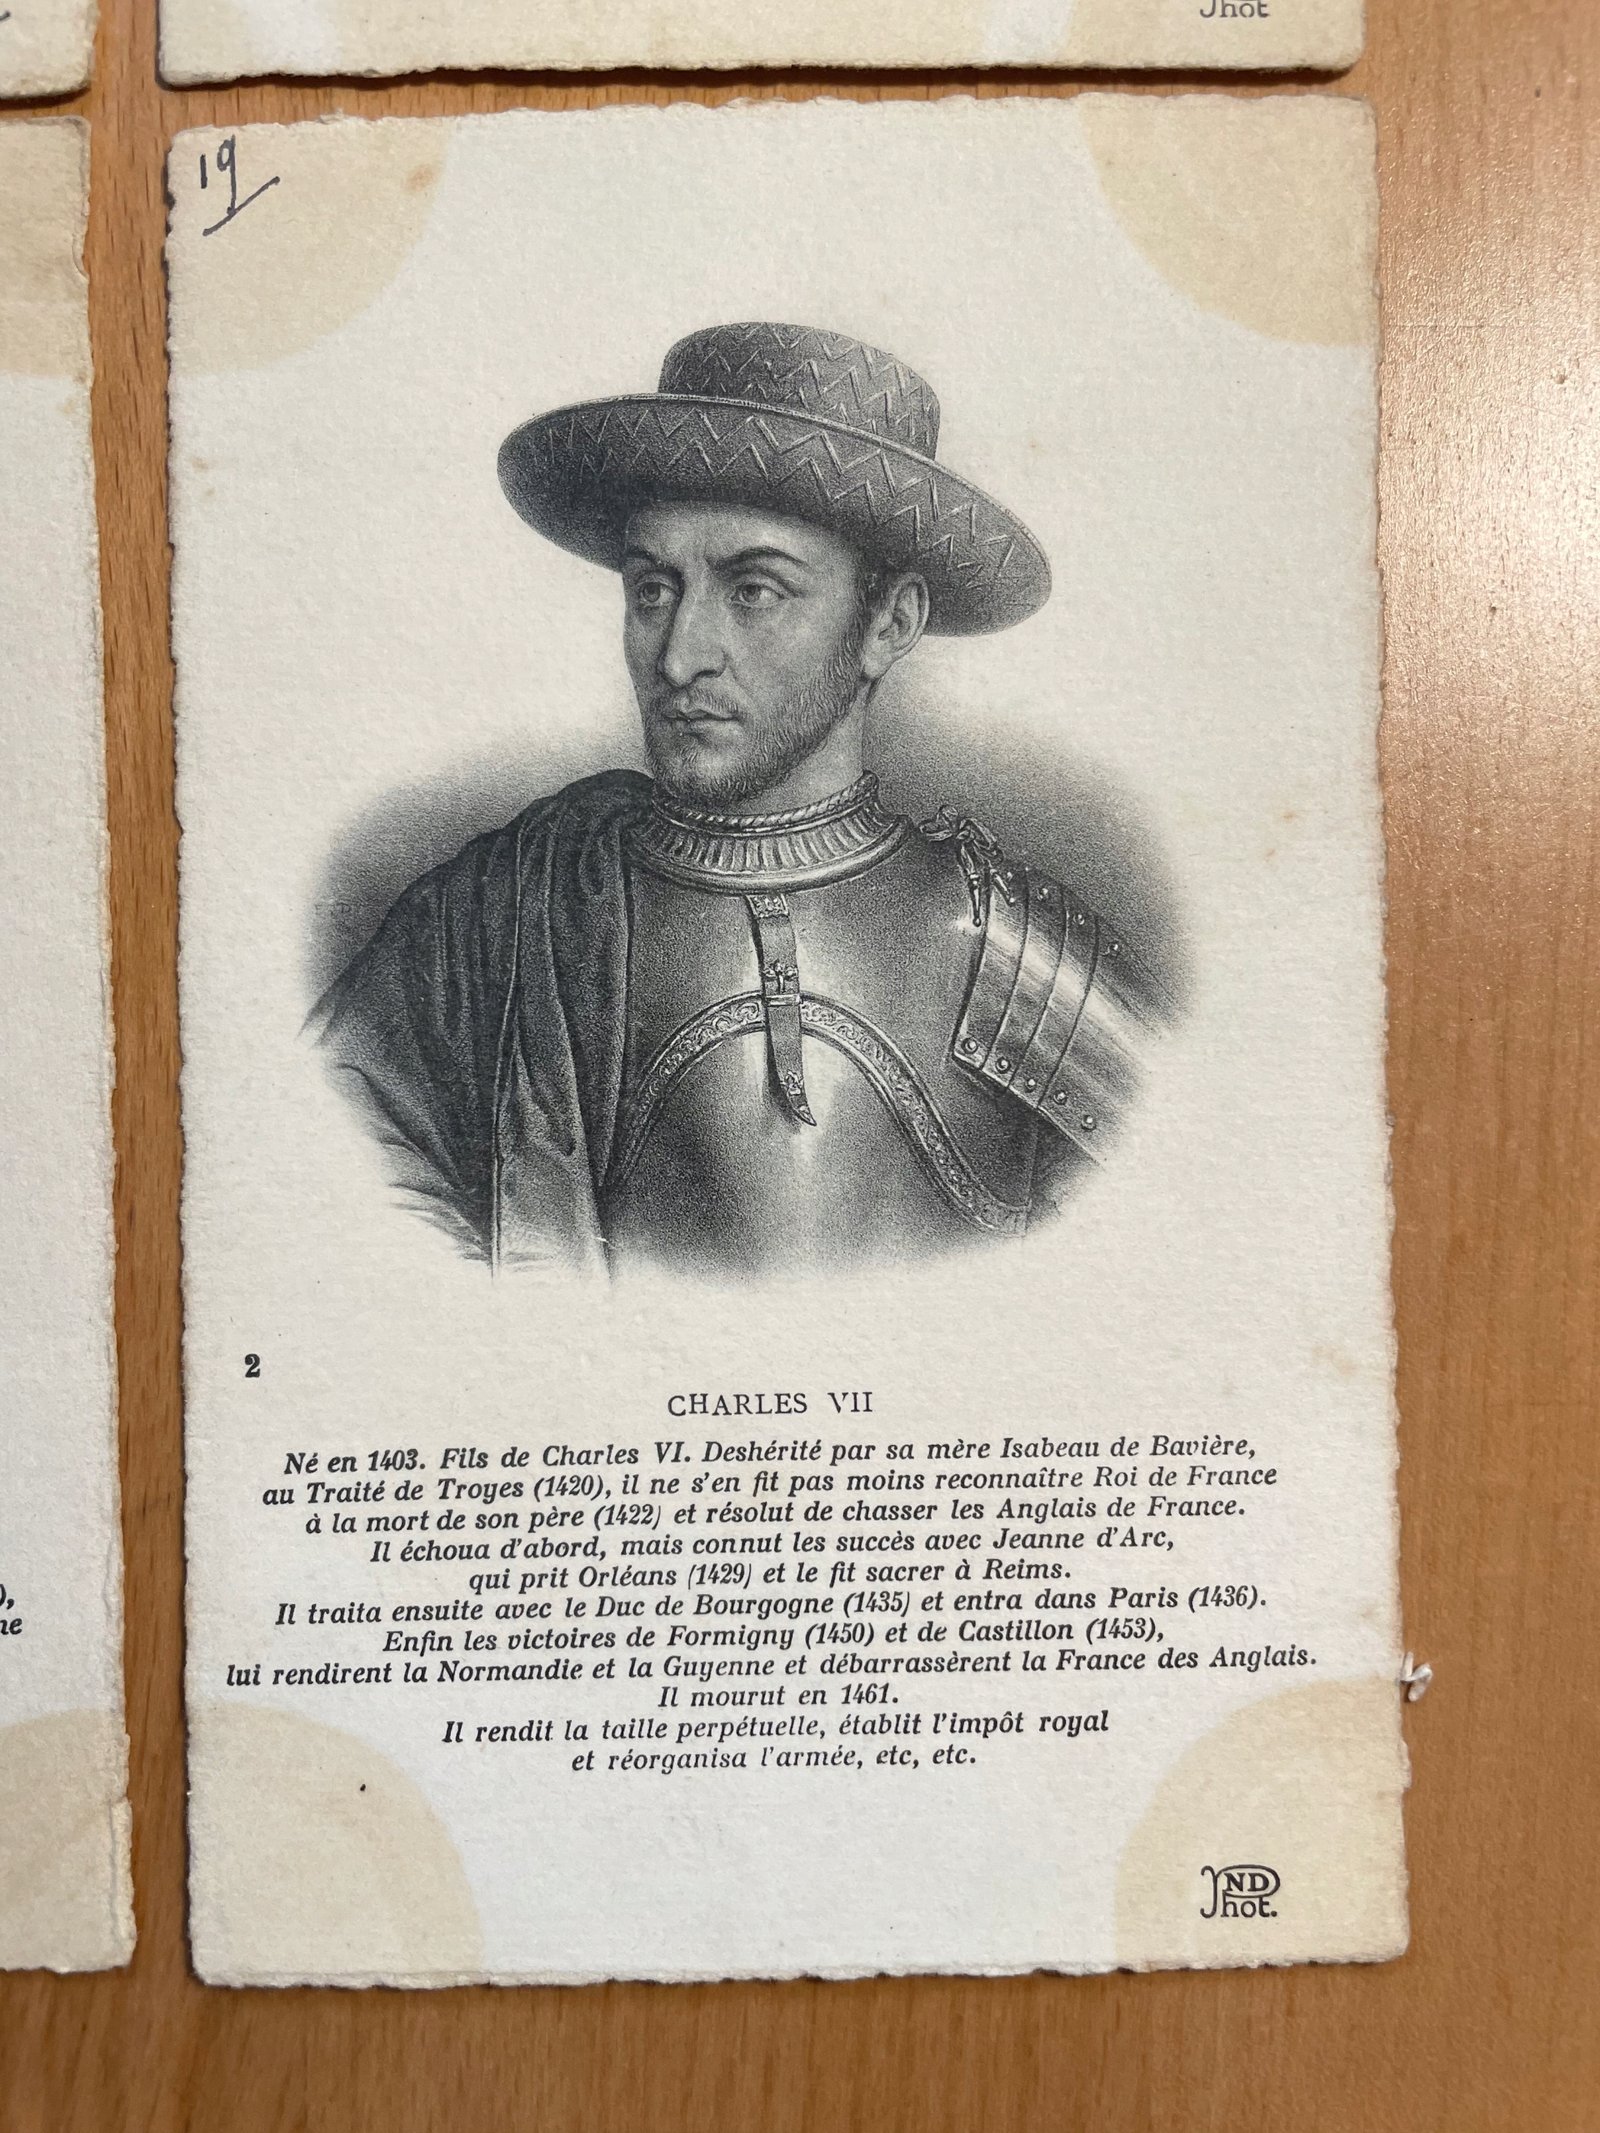 Phot
19
2
CHARLES VII
Né en 1403. Fils de Charles VI. Deshérité par sa mère Isabeau de Bavière,
au Traité de Troyes (1420), il ne s'en fit pas moins reconnaître Roi de France
à la mort de son père (1422) et résolut de chasser les Anglais de France.
Il échoua d'abord, mais connut les succès avec Jeanne d'Arc,
qui prit Orléans (1429) et le fit sacrer à Reims.
Il traita ensuite avec le Duc de Bourgogne (1435) et entra dans Paris (1436).
Enfin les victoires de Formigny (1450) et de Castillon (1453),
lui rendirent la Normandie et la Guyenne et débarrassèrent la France des Anglais.
Il mourut en 1461.
Il rendit la taille perpétuelle, établit l'impôt royal
et réorganisa l'armée, etc, etc.
ND
Phot.